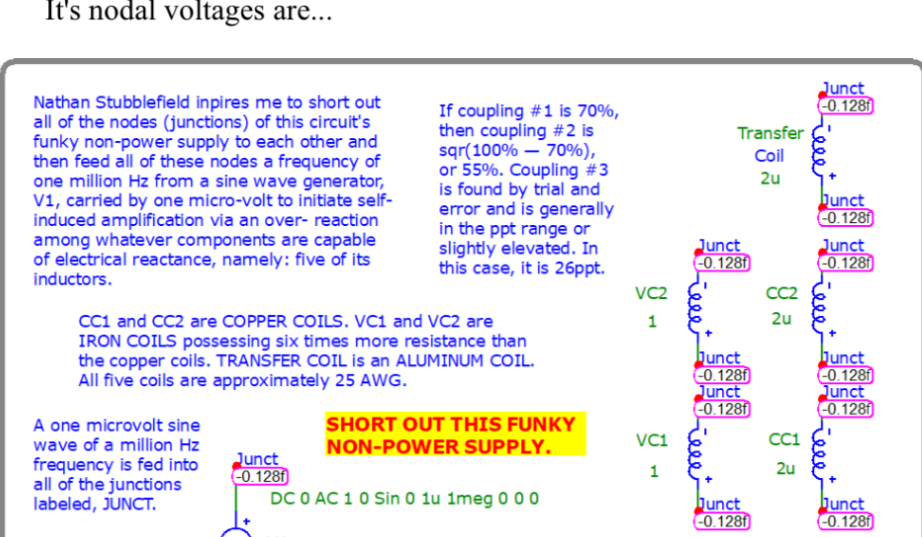 It's nodal voltages are...
Nathan Stubblefield inpires me to short out
all of the nodes (junctions) of this circuit's
funky non-power supply to each other and
then feed all of these nodes a frequency of
one million Hz from a sine wave generator,
V1, carried by one micro-volt to initiate self-
induced amplification via an over- reaction
among whatever components are capable
of electrical reactance, namely: five of its
inductors.
If coupling #1 is 70%,
then coupling #2 is
sqr(100% — 70%),
or 55%. Coupling #3
is found by trial and
error and is generally
in the ppt range or
slightly elevated. In
this case, it is 26ppt.
Junct
-0.128f
Transfer
Coil
2u
+
Junct
-0.128f
Junct
-0.128f
Junct
-0.128f
VC2
1
+
CC2
2u
+
Junct
-0.128f
Junct
-0.128f
CC1 and CC2 are COPPER COILS. VC1 and VC2 are
IRON COILS possessing six times more resistance than
the copper coils. TRANSFER COIL is an ALUMINUM COIL.
All five coils are approximately 25 AWG.
Junct
-0.128f
Junct
-0.128f
VC1
1
+
CC1
2u
+
Junct
-0.128f
Junct
-0.128f
A one microvolt sine
wave of a million Hz
frequency is fed into
all of the junctions
labeled, JUNCT.
SHORT OUT THIS FUNKY
NON-POWER SUPPLY.
Junct
-0.128f
DC 0 AC 1 0 Sin 0 1u 1meg 0 0 0
+